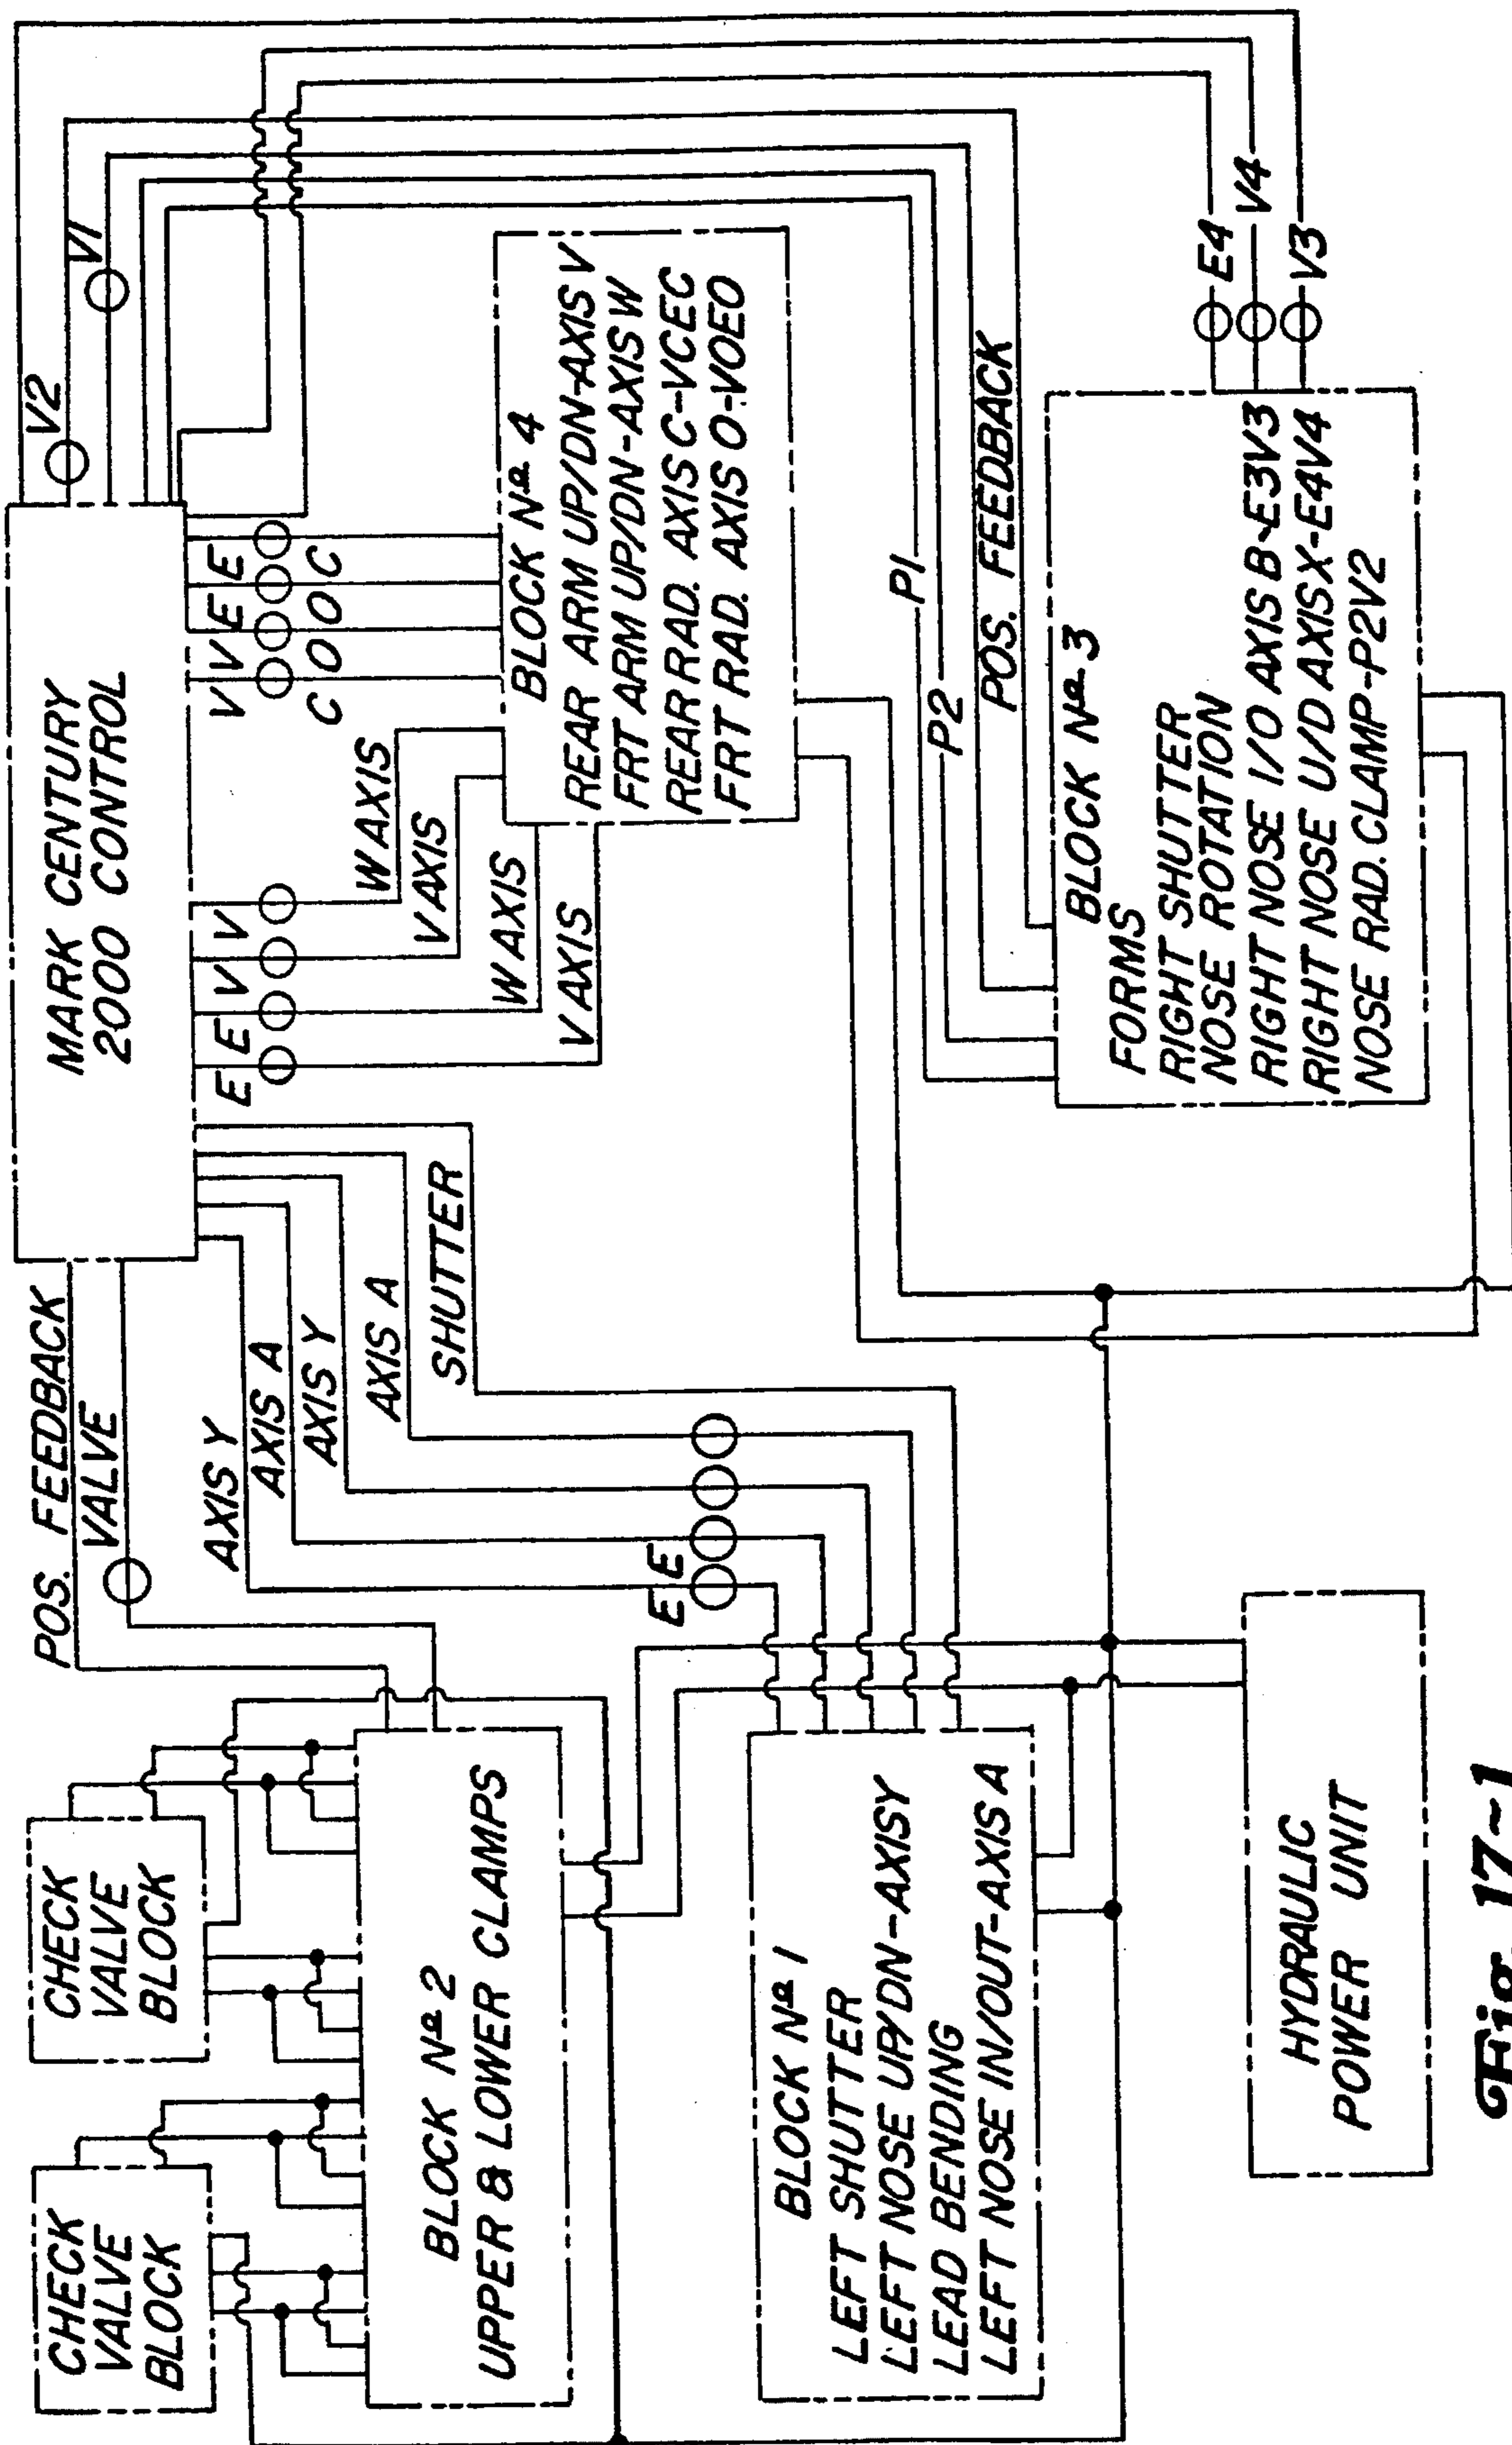 CHECK
VALVE
BLOCK
CHECK
VALVE
BLOCK
POS. FEEDBACK
VALVE
MARK CENTURY
2000 CONTROL
V2
V1
AXIS Y
AXIS A
AXIS Y
AXIS A
SHUTTER
E E V V
W AXIS
V AXIS
W AXIS
V AXIS
V V E E
C O O C
BLOCK Nº 2
UPPER & LOWER CLAMPS
E E
BLOCK Nº 4
REAR ARM UP/DN-AXIS V
FRT ARM UP/DN-AXIS W
REAR RAD. AXIS C-VCEC
FRT RAD. AXIS O-VOEO
BLOCK Nº 1
LEFT SHUTTER
LEFT NOSE UP/DN-AXISY
LEAD BENDING
LEFT NOSE IN/OUT-AXIS A
P1
P2
POS. FEEDBACK
BLOCK Nº 3
FORMS
RIGHT SHUTTER
NOSE ROTATION
RIGHT NOSE I/O AXIS B-E3V3
RIGHT NOSE U/D AXISX-E4V4
NOSE RAD. CLAMP-P2V2
E4
V4
V3
HYDRAULIC
POWER UNIT
Fig. 17~1